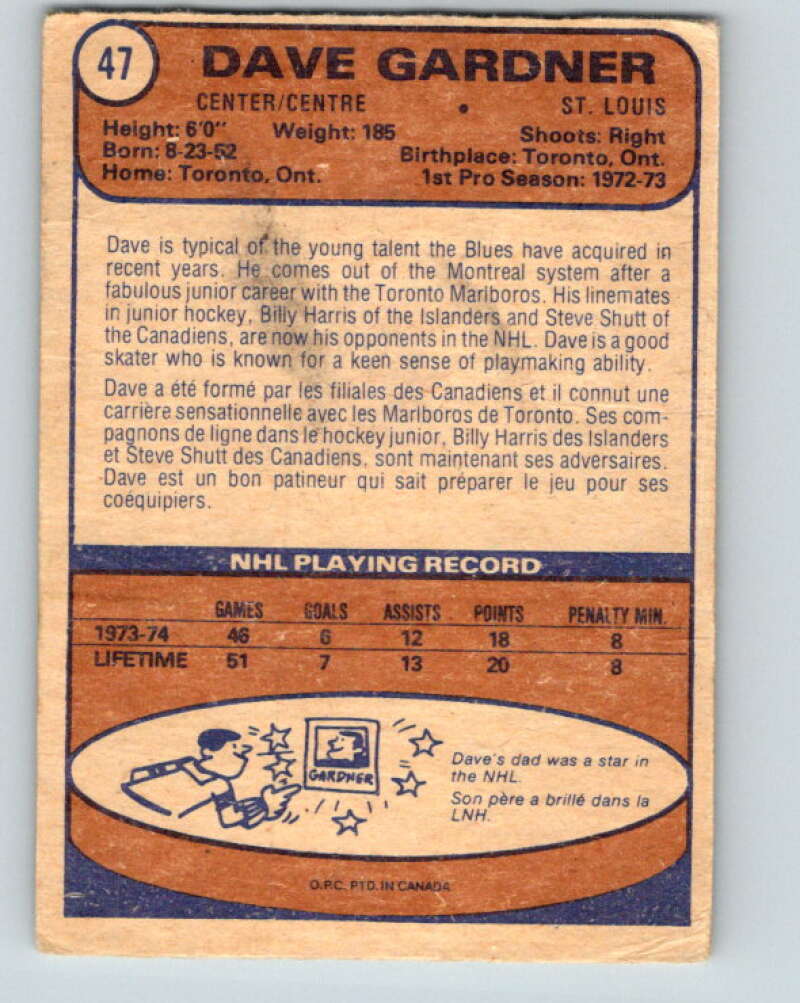 47
DAVE GARDNER
CENTER/CENTRE • ST. LOUIS
Height: 6'0" Weight: 185 Shoots: Right
Born: 8-23-52 Birthplace: Toronto, Ont.
Home: Toronto, Ont. 1st Pro Season: 1972-73
Dave is typical of the young talent the Blues have acquired in
recent years. He comes out of the Montreal system after a
fabulous junior career with the Toronto Marlboros. His linemates
in junior hockey, Billy Harris of the Islanders and Steve Shutt of
the Canadiens, are now his opponents in the NHL. Dave is a good
skater who is known for a keen sense of playmaking ability.
Dave a été formé par les filiales des Canadiens et il connut une
carrière sensationnelle avec les Marlboros de Toronto. Ses com-
pagnons de ligne dans le hockey junior, Billy Harris des Islanders
et Steve Shutt des Canadiens, sont maintenant ses adversaires.
Dave est un bon patineur qui sait préparer le jeu pour ses
coéquipiers.
NHL PLAYING RECORD
GAMES GOALS ASSISTS POINTS PENALTY MIN.
1973-74 46 6 12 18 8
LIFETIME 51 7 13 20 8
GARDNER
Dave's dad was a star in
the NHL.
Son père a brillé dans la
LNH.
O.P.C. PTD. IN CANADA